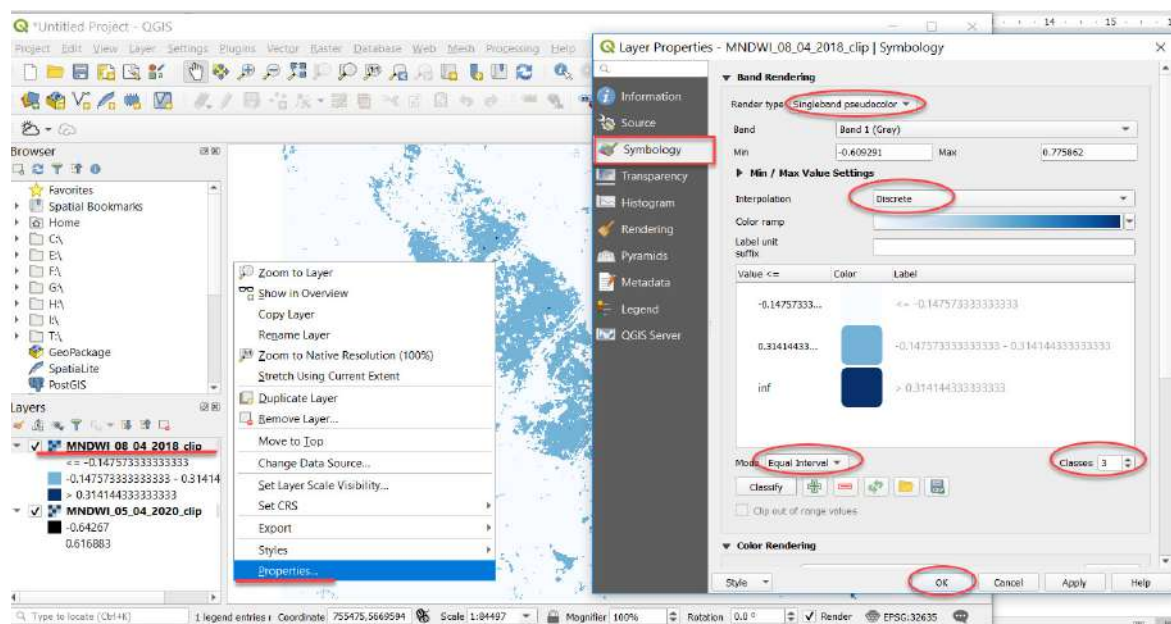 *Untitled Project - QGIS
Project Edit View Layer Settings Plugins Vector Raster Database Web Mesh Processing Help
Browser
Favorites
Spatial Bookmarks
Home
C:\
E:\
F:\
G:\
H:\
I:\
T:\
GeoPackage
SpatiaLite
PostGIS
Layers
MNDWI_08_04_2018_clip
<= -0.147573333333333
-0.147573333333333 - 0.31414
> 0.314144333333333
MNDWI_05_04_2020_clip
-0.64267
0.616883
Zoom to Layer
Show in Overview
Copy Layer
Rename Layer
Zoom to Native Resolution (100%)
Stretch Using Current Extent
Duplicate Layer
Remove Layer...
Move to Top
Change Data Source...
Set Layer Scale Visibility...
Set CRS
Export
Styles
Properties...
Type to locate (Ctrl+K)
1 legend entries r
Coordinate 755475,5669594
Scale 1:84497
Magnifier 100%
Rotation 0.0 °
Render
EPSG:32635
14 15
Layer Properties - MNDWI_08_04_2018_clip | Symbology
Information
Source
Symbology
Transparency
Histogram
Rendering
Pyramids
Metadata
Legend
QGIS Server
Band Rendering
Render type Singleband pseudocolor
Band Band 1 (Gray)
Min -0.609291 Max 0.775862
Min / Max Value Settings
Interpolation Discrete
Color ramp
Label unit
suffix
Value <= Color Label
-0.14757333... <= -0.147573333333333
0.31414433... -0.147573333333333 - 0.314144333333333
inf > 0.314144333333333
Mode Equal Interval Classes 3
Classify
Clip out of range values
Color Rendering
Style OK Cancel Apply Help